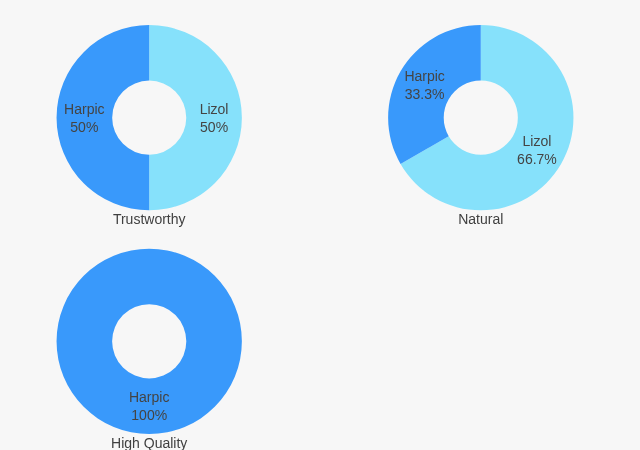 Harpic
50%
Lizol
50%
Trustworthy
Harpic
33.3%
Lizol
66.7%
Natural
Harpic
100%
High Quality